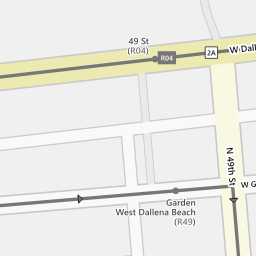 49 St
(R04)
R04
2A
W Dall
N 49th St
W G
Garden
West Dallena Beach
(R49)